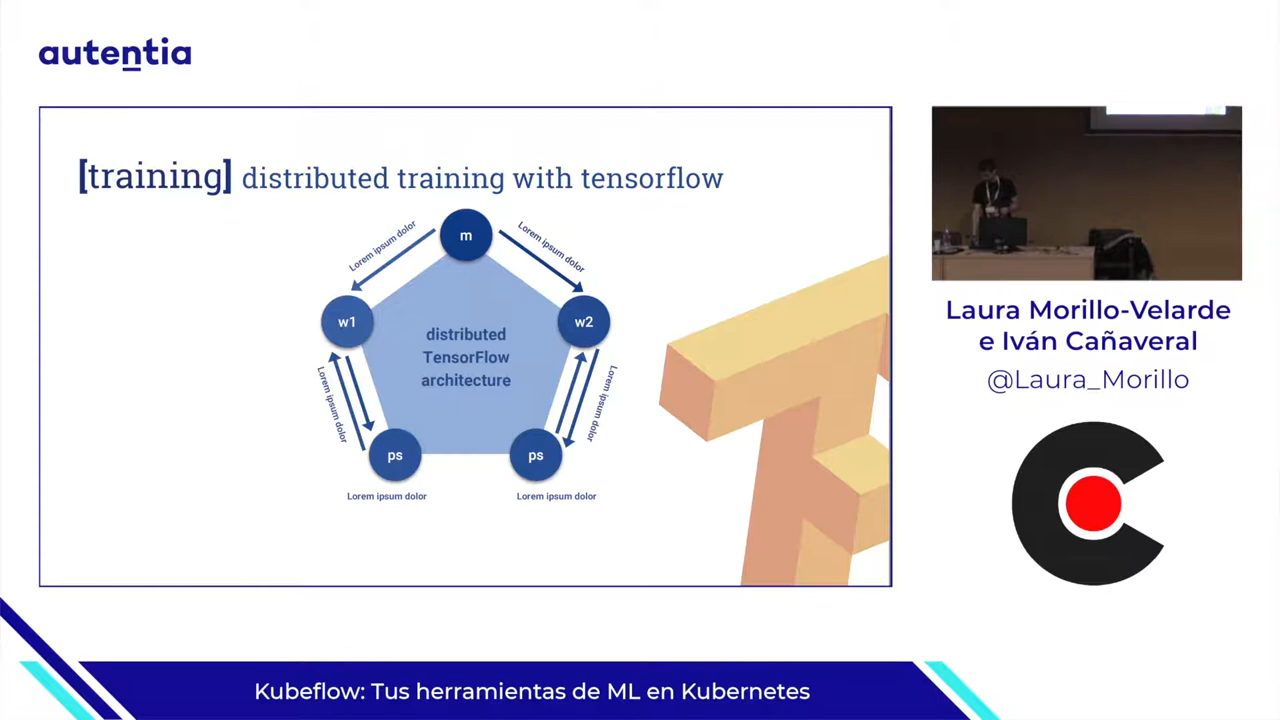 autentia
[training] distributed training with tensorflow
m
Lorem ipsum dolor
Lorem ipsum dolor
w1
w2
distributed
TensorFlow
architecture
Lorem ipsum dolor
Lorem ipsum dolor
ps
ps
Lorem ipsum dolor
Lorem ipsum dolor
Laura Morillo-Velarde
e Iván Cañaveral
@Laura_Morillo
Kubeflow: Tus herramientas de ML en Kubernetes